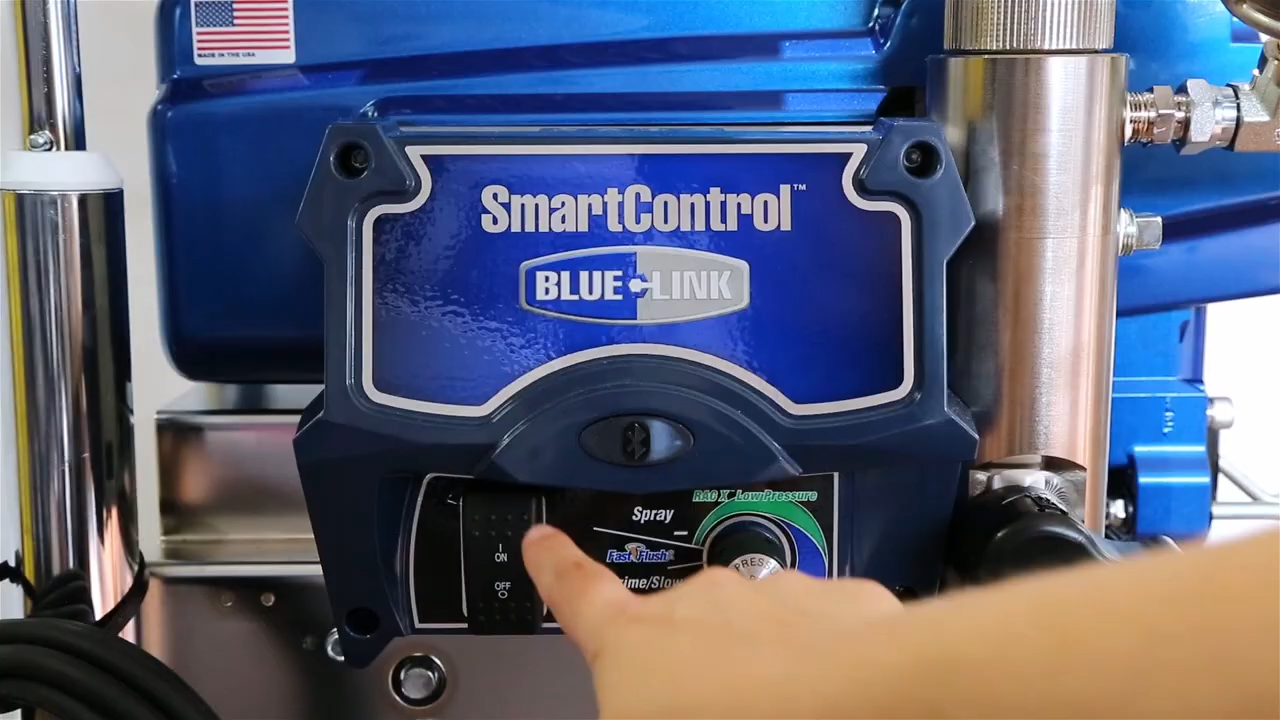 MADE IN THE USA
SmartControl™
BLUE LINK
RAC X™ LowPressure
Spray
FastFlush®
I
ON
OFF
O